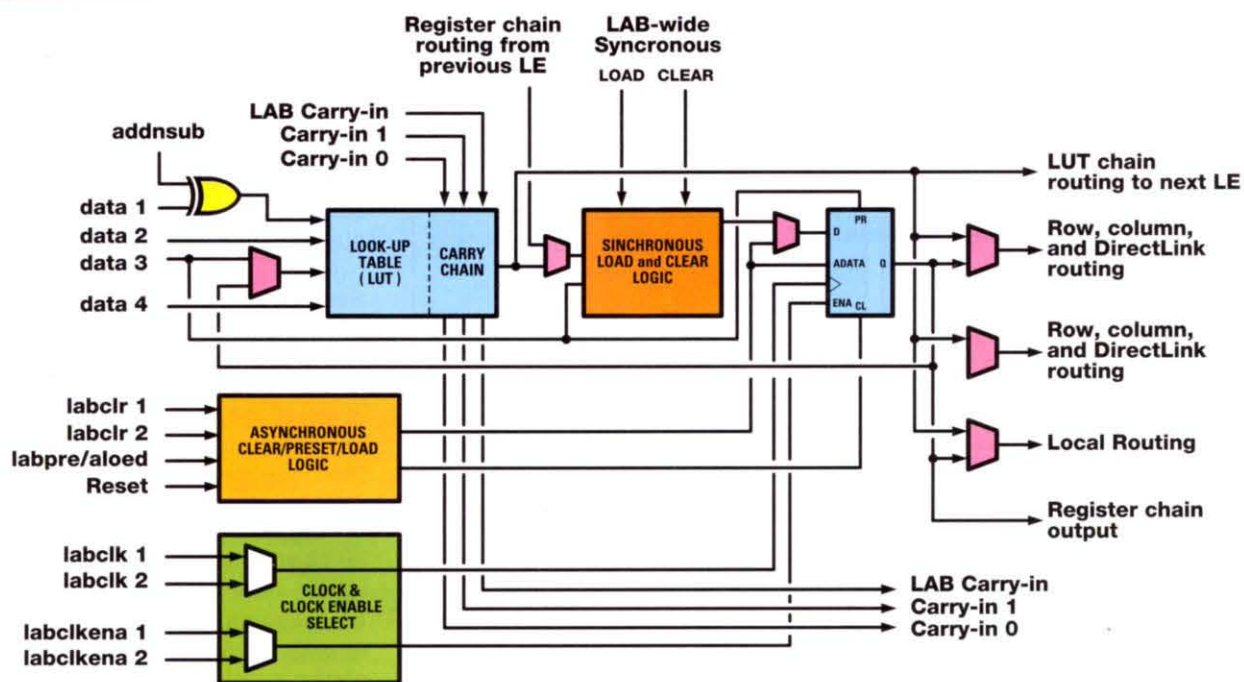 Register chain
routing from
previous LE
LAB-wide
Syncronous
LOAD CLEAR
LAB Carry-in
Carry-in 1
Carry-in 0
addnsub
data 1
data 2
data 3
data 4
LOOK-UP
TABLE
( LUT )
CARRY
CHAIN
SINCHRONOUS
LOAD and CLEAR
LOGIC
PR
D
ADATA
Q
ENA
CL
LUT chain
routing to next LE
Row, column,
and DirectLink
routing
Row, column,
and DirectLink
routing
Local Routing
Register chain
output
labclr 1
labclr 2
labpre/aloed
Reset
ASYNCHRONOUS
CLEAR/PRESET/LOAD
LOGIC
labclk 1
labclk 2
labclkena 1
labclkena 2
CLOCK &
CLOCK ENABLE
SELECT
LAB Carry-in
Carry-in 1
Carry-in 0